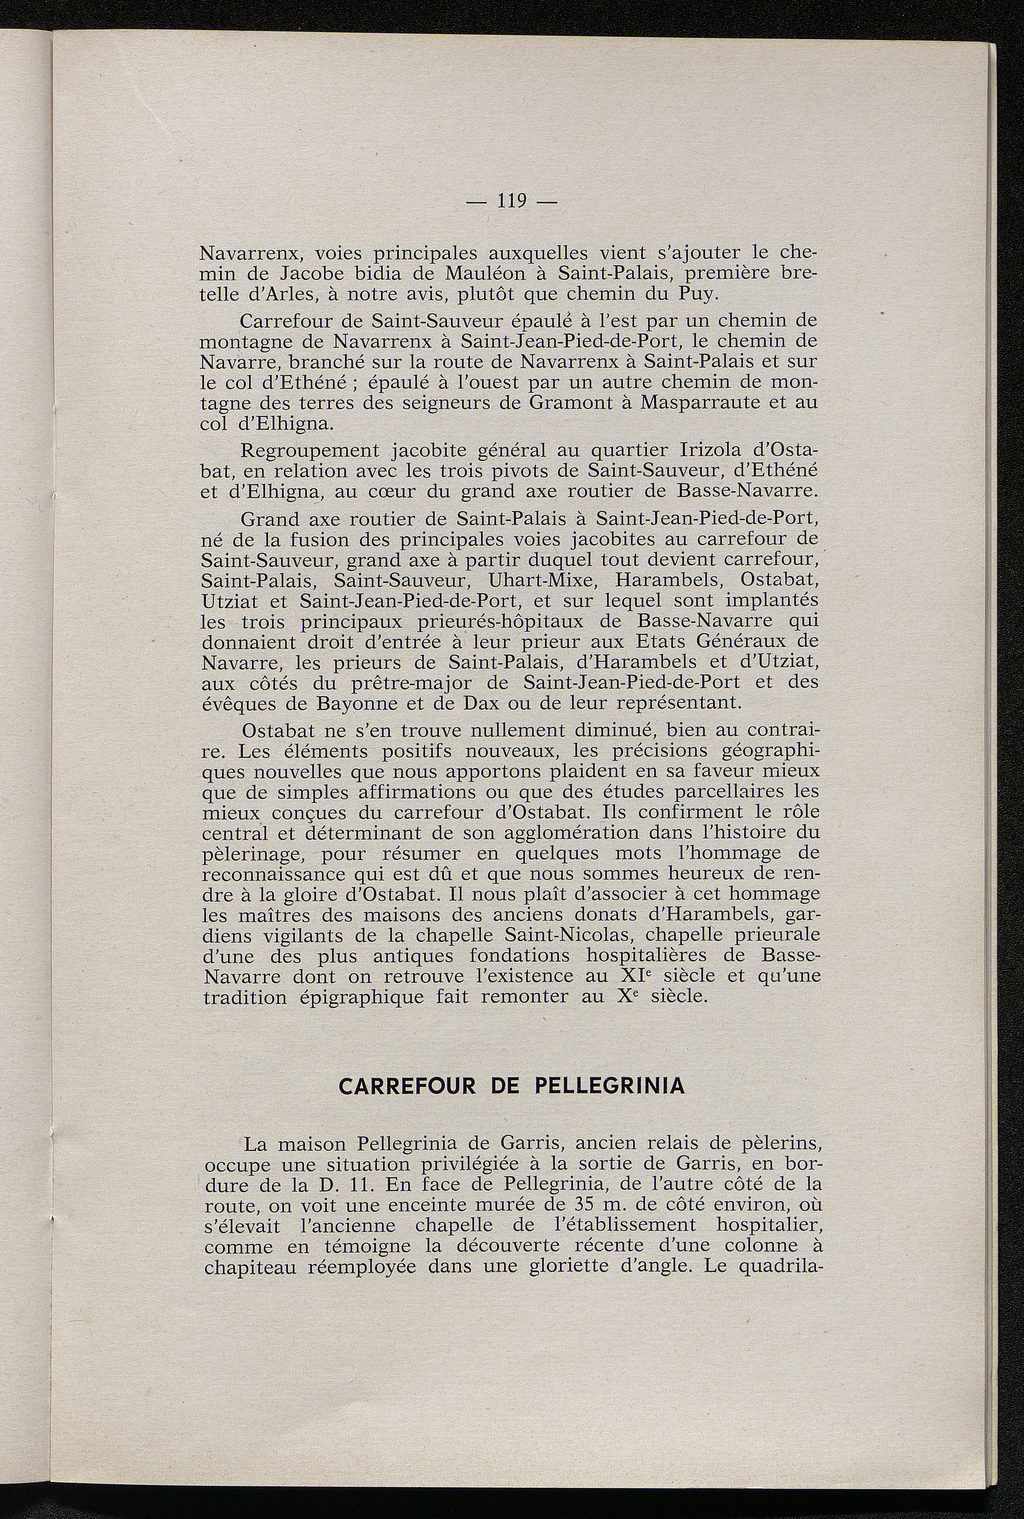 — 119 —
Navarrenx, voies principales auxquelles vient s'ajouter le che-
min de Jacobe bidia de Mauléon à Saint-Palais, première bre-
telle d'Arles, à notre avis, plutôt que chemin du Puy.
Carrefour de Saint-Sauveur épaulé à l'est par un chemin de
montagne de Navarrenx à Saint-Jean-Pied-de-Port, le chemin de
Navarre, branché sur la route de Navarrenx à Saint-Palais et sur
le col d'Ethéné ; épaulé à l'ouest par un autre chemin de mon-
tagne des terres des seigneurs de Gramont à Masparraute et au
col d'Elhigna.
Regroupement jacobite général au quartier Irizola d'Osta-
bat, en relation avec les trois pivots de Saint-Sauveur, d'Ethéné
et d'Elhigna, au cœur du grand axe routier de Basse-Navarre.
Grand axe routier de Saint-Palais à Saint-Jean-Pied-de-Port,
né de la fusion des principales voies jacobites au carrefour de
Saint-Sauveur, grand axe à partir duquel tout devient carrefour,
Saint-Palais, Saint-Sauveur, Uhart-Mixe, Harambels, Ostabat,
Utziat et Saint-Jean-Pied-de-Port, et sur lequel sont implantés
les trois principaux prieurés-hôpitaux de Basse-Navarre qui
donnaient droit d'entrée à leur prieur aux Etats Généraux de
Navarre, les prieurs de Saint-Palais, d'Harambels et d'Utziat,
aux côtés du prêtre-major de Saint-Jean-Pied-de-Port et des
évêques de Bayonne et de Dax ou de leur représentant.
Ostabat ne s'en trouve nullement diminué, bien au contrai-
re. Les éléments positifs nouveaux, les précisions géographi-
ques nouvelles que nous apportons plaident en sa faveur mieux
que de simples affirmations ou que des études parcellaires les
mieux conçues du carrefour d'Ostabat. Ils confirment le rôle
central et déterminant de son agglomération dans l'histoire du
pèlerinage, pour résumer en quelques mots l'hommage de
reconnaissance qui est dû et que nous sommes heureux de ren-
dre à la gloire d'Ostabat. Il nous plaît d'associer à cet hommage
les maîtres des maisons des anciens donats d'Harambels, gar-
diens vigilants de la chapelle Saint-Nicolas, chapelle prieurale
d'une des plus antiques fondations hospitalières de Basse-
Navarre dont on retrouve l'existence au XIe siècle et qu'une
tradition épigraphique fait remonter au Xe siècle.
CARREFOUR DE PELLEGRINIA
La maison Pellegrinia de Garris, ancien relais de pèlerins,
occupe une situation privilégiée à la sortie de Garris, en bor-
dure de la D. 11. En face de Pellegrinia, de l'autre côté de la
route, on voit une enceinte murée de 35 m. de côté environ, où
s'élevait l'ancienne chapelle de l'établissement hospitalier,
comme en témoigne la découverte récente d'une colonne à
chapiteau réemployée dans une gloriette d'angle. Le quadrila-